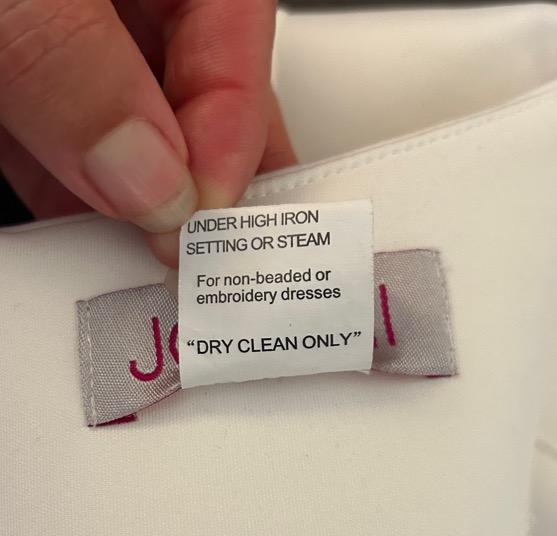 UNDER HIGH IRON
SETTING OR STEAM
For non-beaded or
embroidery dresses
“DRY CLEAN ONLY”